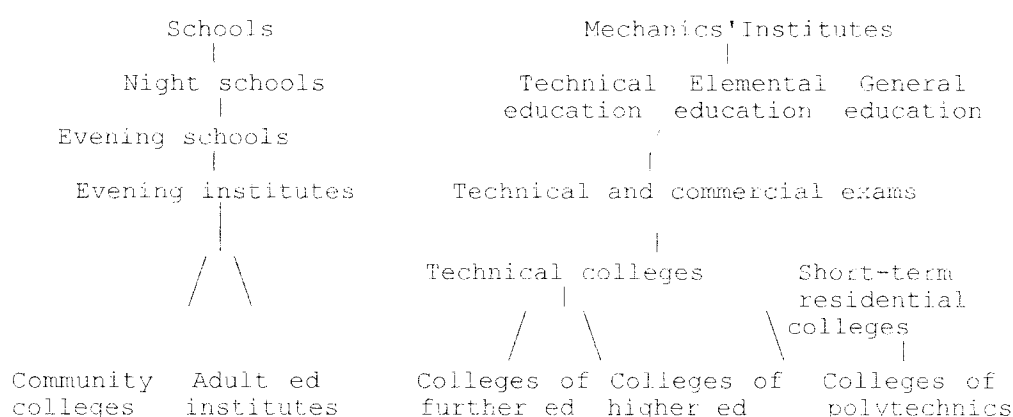 Schools Mechanics'Institutes
Night schools Technical Elemental General
education education education
Evening schools
Evening institutes Technical and commercial exams
Technical colleges Short-term
residential
colleges
Community Adult ed Colleges of Colleges of Colleges of
colleges institutes further ed higher ed polytechnics